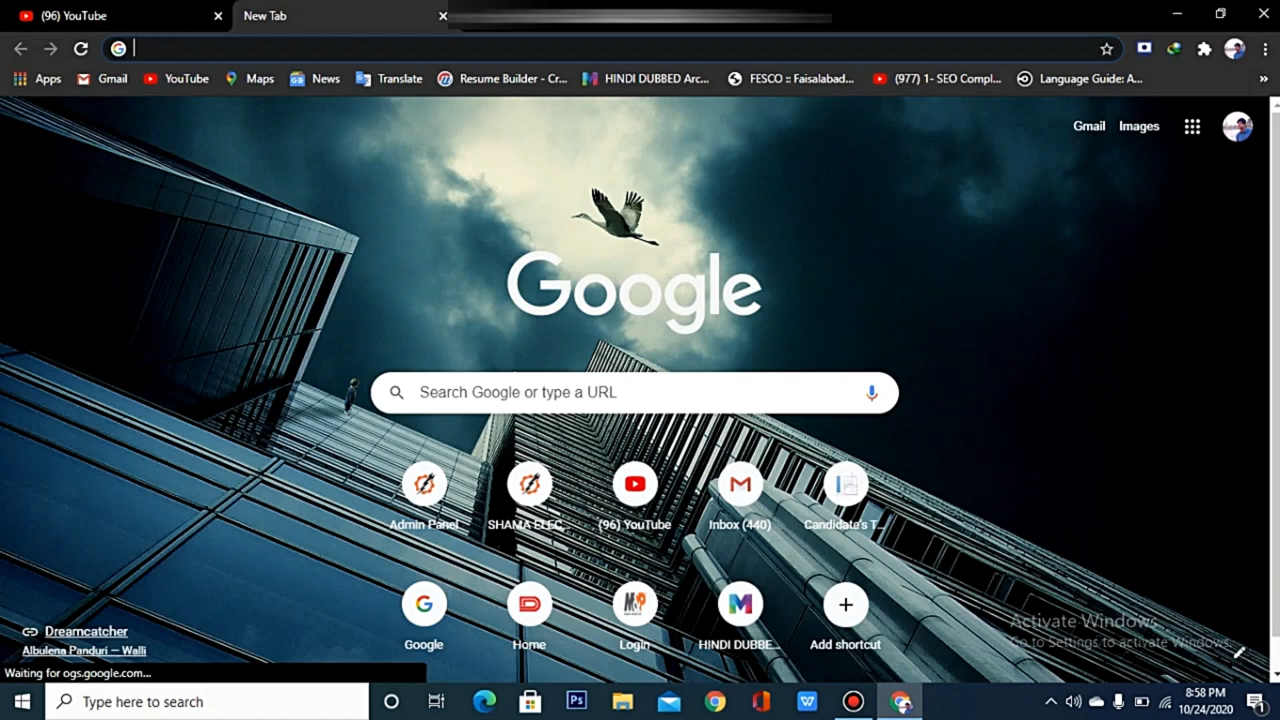 (96) YouTube
New Tab
Apps
Gmail
YouTube
Maps
News
Translate
Resume Builder - Cr...
HINDI DUBBED Arc...
FESCO :: Faisalabad...
(977) 1- SEO Compl...
Language Guide: A...
»
Gmail
Images
Google
Search Google or type a URL
Admin Panel
SHAMA ELEC...
(96) YouTube
Inbox (440)
Candidate's T...
Google
Home
Login
HINDI DUBBE...
Add shortcut
Dreamcatcher
Albulena Panduri — Walli
Activate Windows
Go to Settings to activate Windows.
Waiting for ogs.google.com...
Type here to search
Ps
8:58 PM
10/24/2020
1